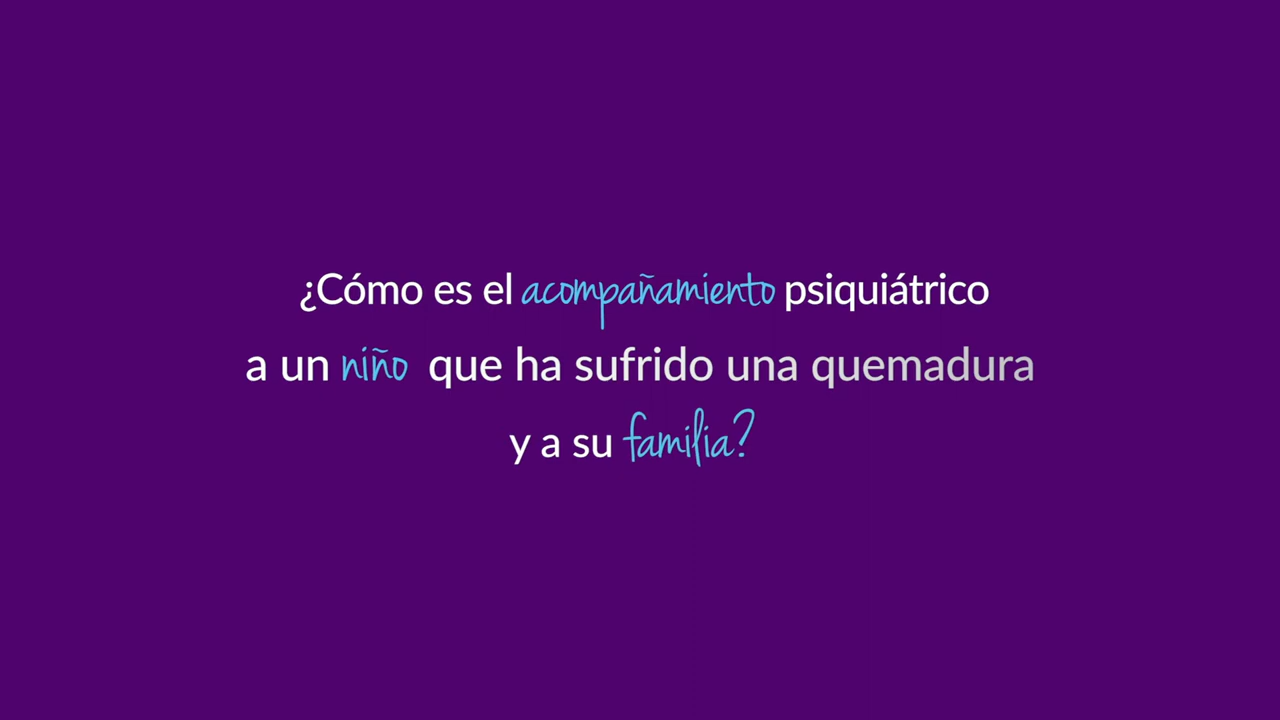 ¿Cómo es el acompañamiento psiquiátrico
a un niño que ha sufrido una quemadura
y a su familia?